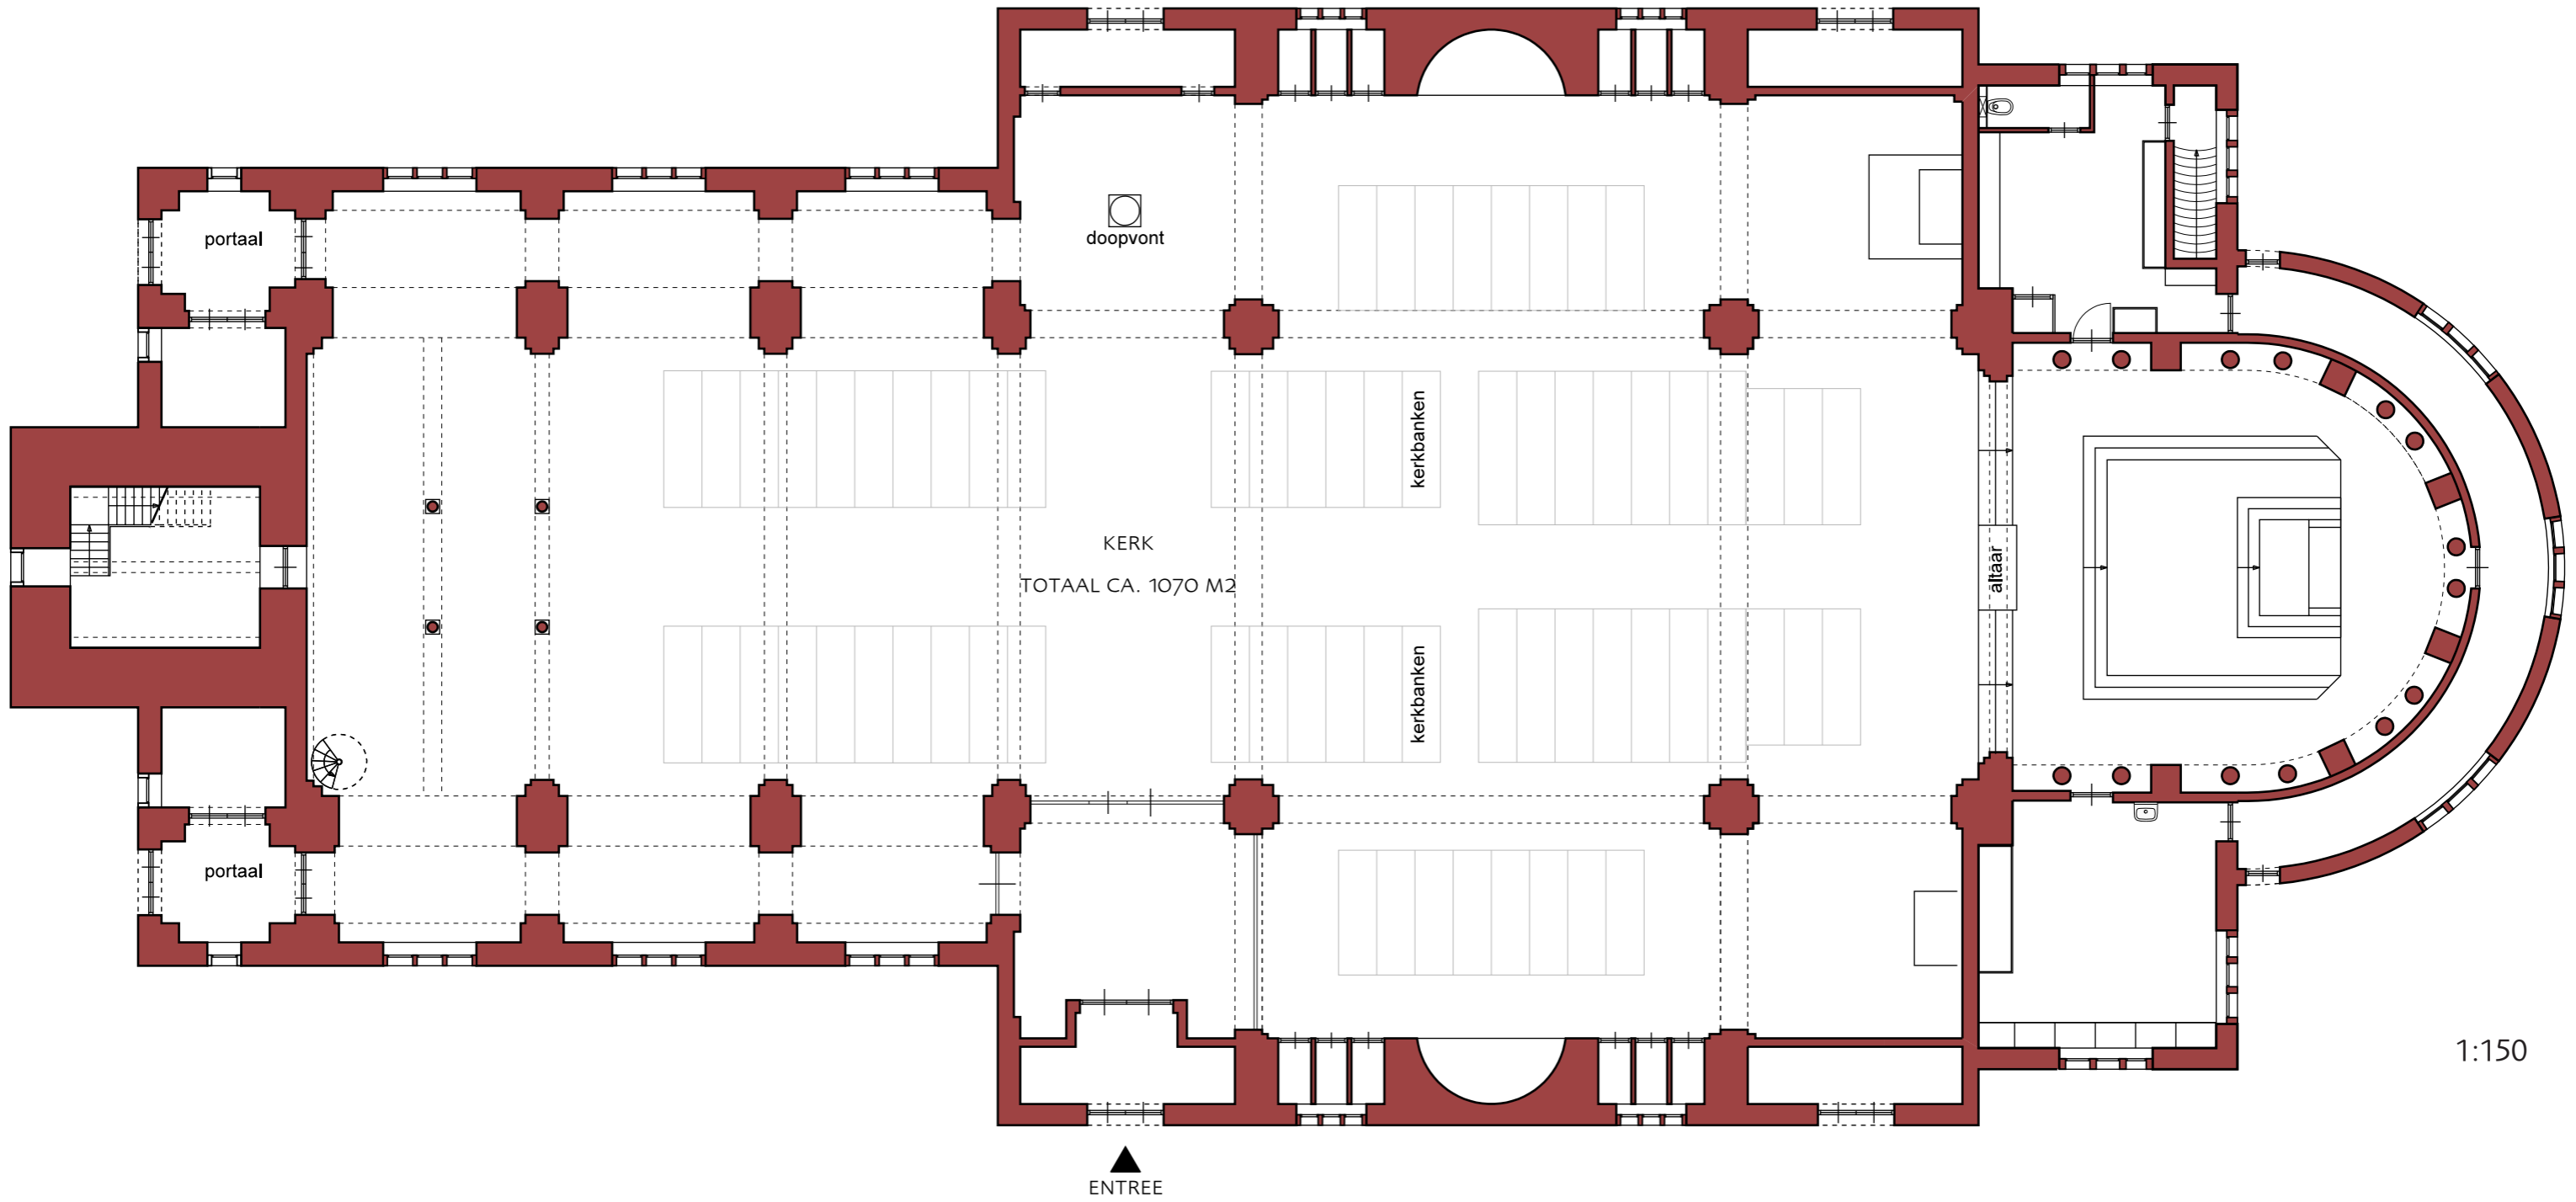 portaal
doopvont
kerkbanken
KERK
TOTAAL CA. 1070 M2
altaar
kerkbanken
portaal
1:150
ENTREE